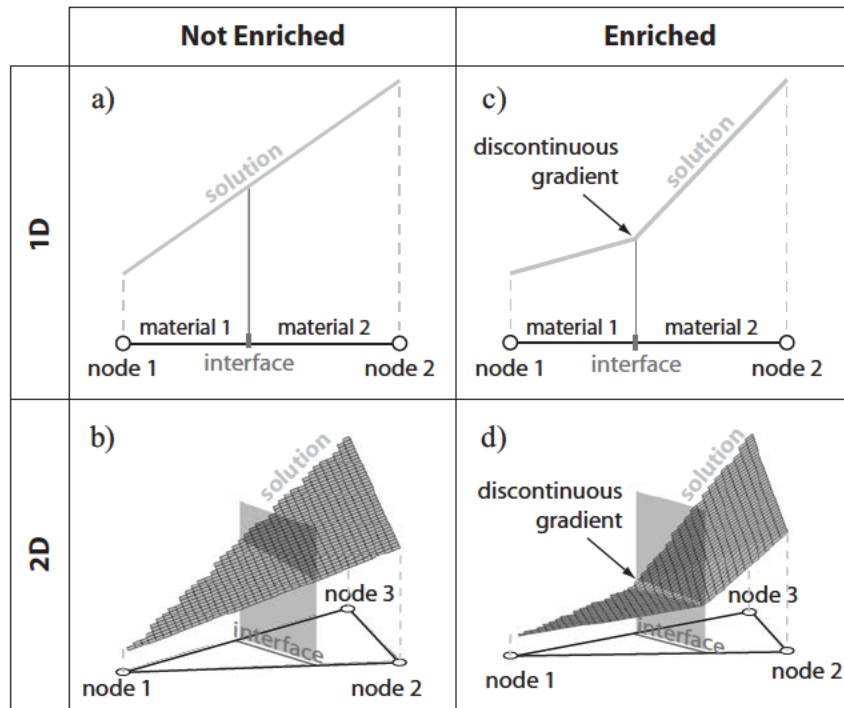 Not Enriched
Enriched
1D
a)
solution
material 1
material 2
node 1
interface
node 2
c)
discontinuous
gradient
solution
material 1
material 2
node 1
interface
node 2
2D
b)
solution
node 3
interface
node 1
node 2
d)
discontinuous
gradient
solution
node 3
interface
node 1
node 2